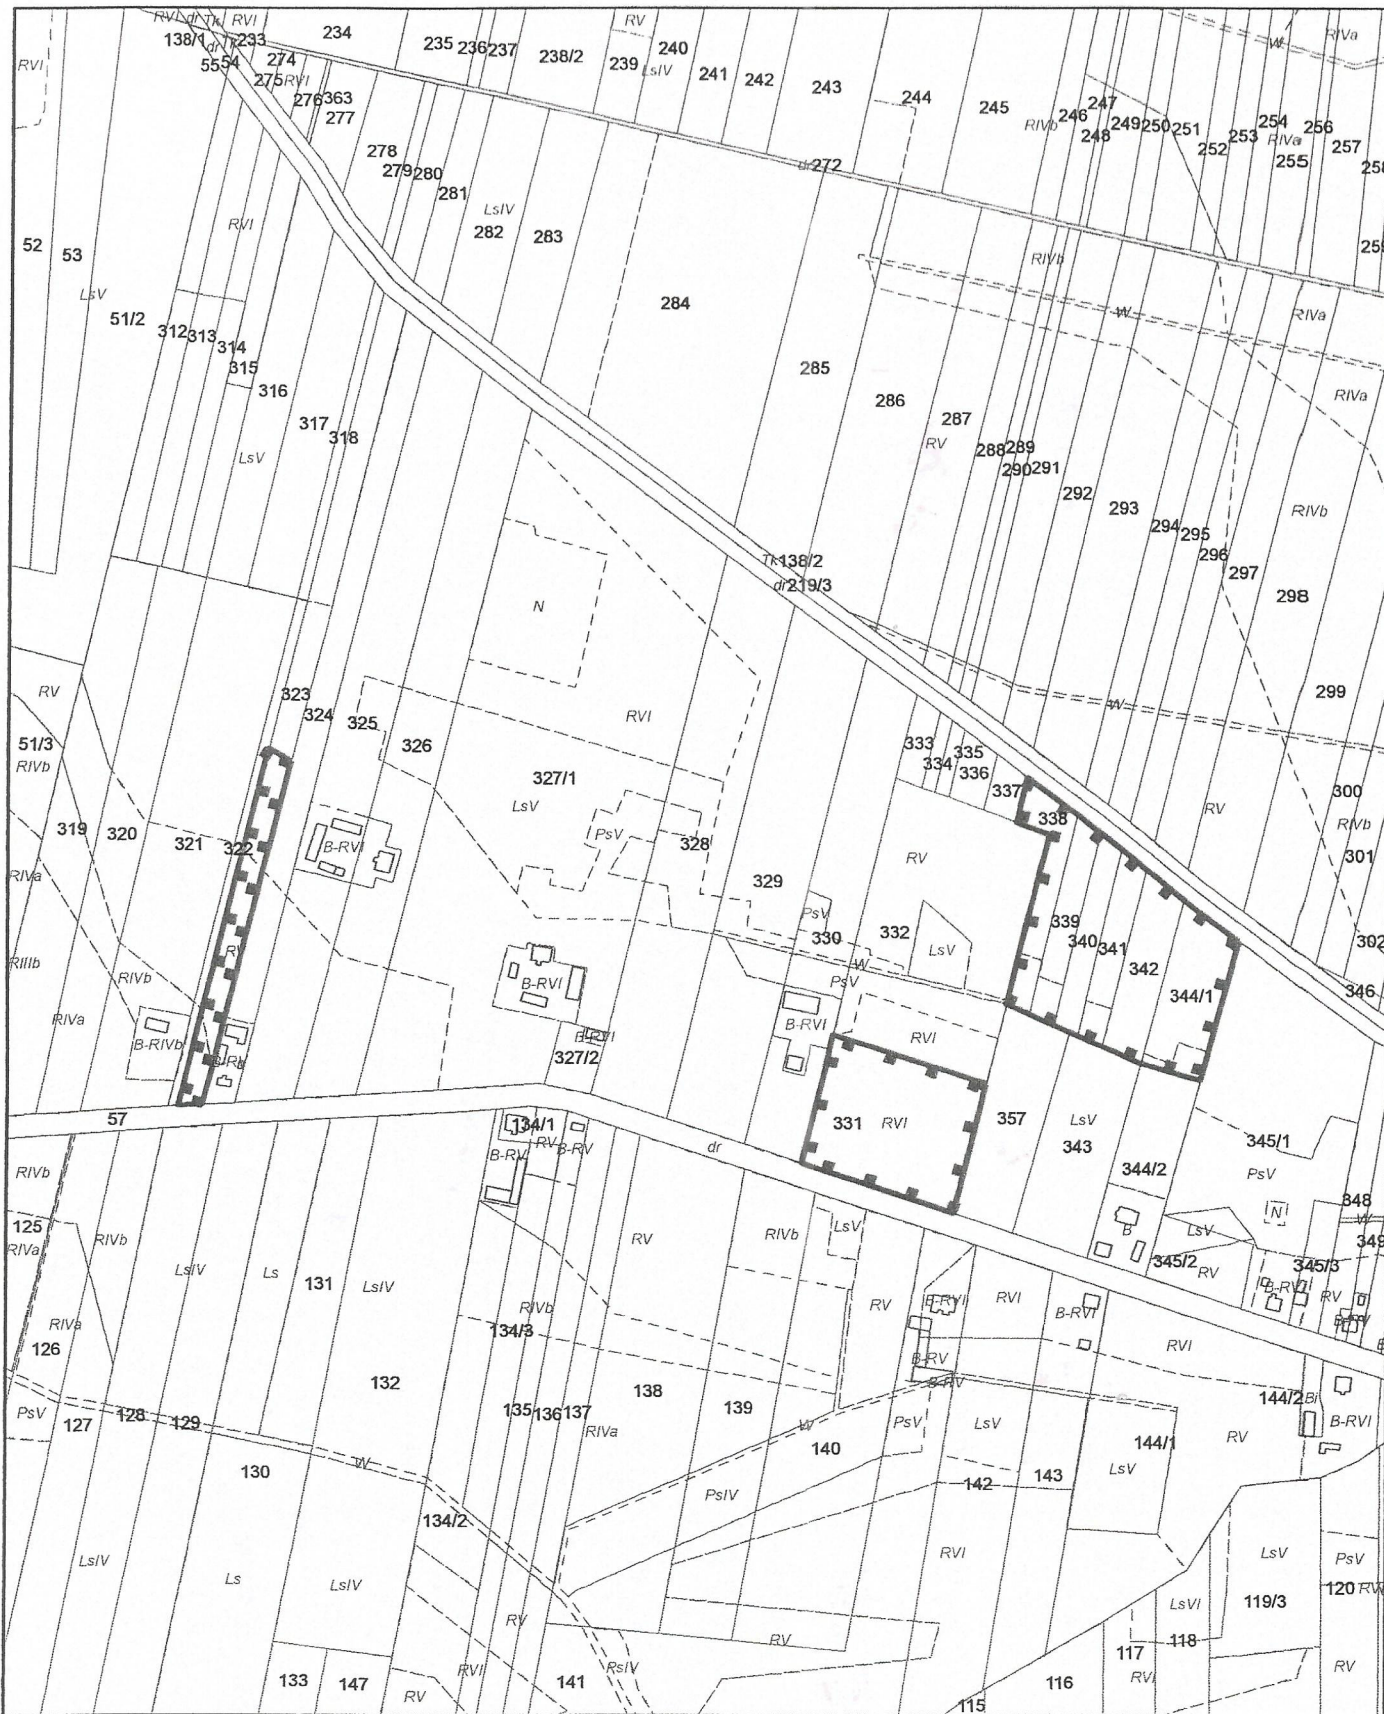 RVI dr Tk RVI 234 RV
138/1 dr 233 235 236 237 238/2 239 240 W RIVa
RVI 55 54 274 LsIV 241 242 243
275 RVI 244 245 247
276 363 RIVb 246 249 250 251 254 256
277 248 252 253 RIVa 257
278 dr 272 255 258
279 280
281 LsIV
RVI 282 283
52 53 RIVb 259
LsV 284 W RIVa
51/2 312 313
314
315 285
316 286 RIVa
317 287
318 RV 288 289
LsV 290 291
292 293 RIVb
294 295
Tk 138/2 296
dr 219/3 297
N 298
RV 323 299
324 325 RVI W
51/3 326 333 335
RIVb 327/1 334 336
LsV 337 300
319 320 321 322 B-RVI PsV 328 338 RV RIVb
RV 301
RIVa 329
PsV 339
330 332 LsV 340 341 302
RIIIb RV W 342
RIVb B-RVI PsV 344/1 346
RIVa B-RVI
B-RIVb B-RVI RVI
327/2
57 134/1 331 RVI 357 LsV
RV dr 343 345/1
B-RV B-RV 344/2 PsV
RIVb
125 348
RIVa RIVb RV RIVb LsV B LsV N W
LsIV Ls 131 LsIV 345/2 RV 345/3 349
RIVb RV B-RVI RVI B-RVI B-RVI RV
RIVa 134/3
126 B-RV RVI
132 138 B-RV
144/2 Bi
PsV 127 128 129 135 136 137 139 W PsV LsV RV B-RVI
RIVa 140 144/1
130 W 142 143 LsV
PsIV
134/2
RVI LsV PsV
LsIV Ls LsIV 119/3 120 RV
RV LsVI
RV 118
RVI PsIV 117 RV
133 147 RV 141 116 RVI
115